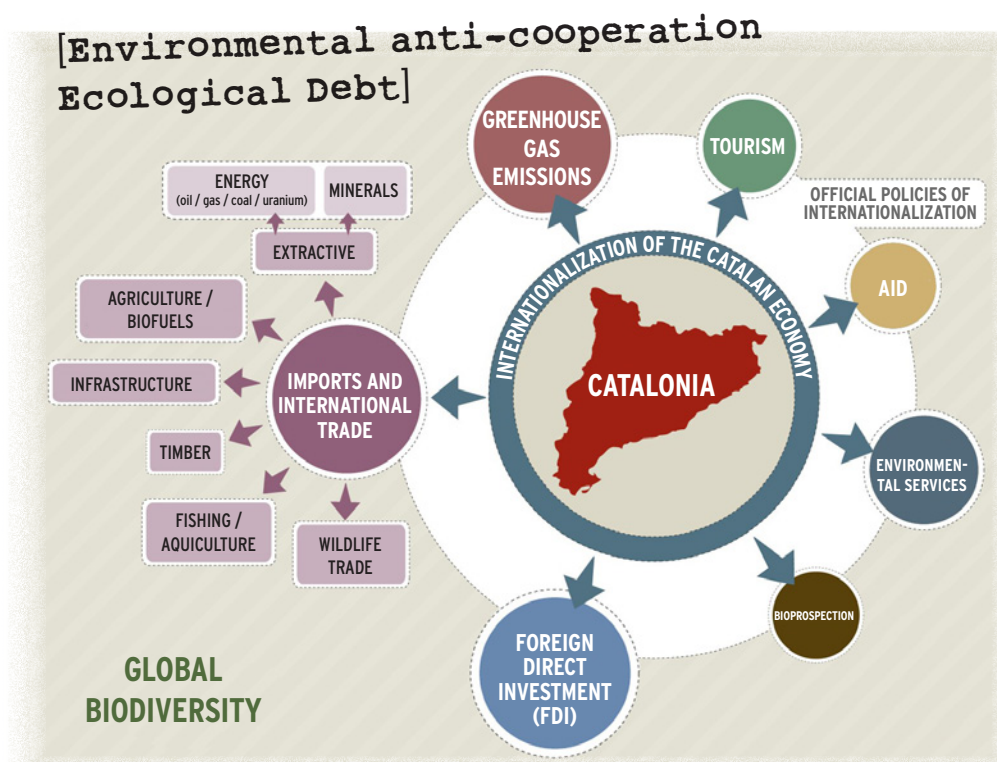 [Environmental anti-cooperation
Ecological Debt]
GREENHOUSE
GAS
EMISSIONS
TOURISM
OFFICIAL POLICIES OF
INTERNATIONALIZATION
AID
ENVIRONMEN-
TAL SERVICES
BIOPROSPECTION
FOREIGN
DIRECT
INVESTMENT
(FDI)
INTERNATIONALIZATION OF THE CATALAN ECONOMY
CATALONIA
IMPORTS AND
INTERNATIONAL
TRADE
ENERGY
(oil / gas / coal / uranium)
MINERALS
EXTRACTIVE
AGRICULTURE /
BIOFUELS
INFRASTRUCTURE
TIMBER
FISHING /
AQUICULTURE
WILDLIFE
TRADE
GLOBAL
BIODIVERSITY